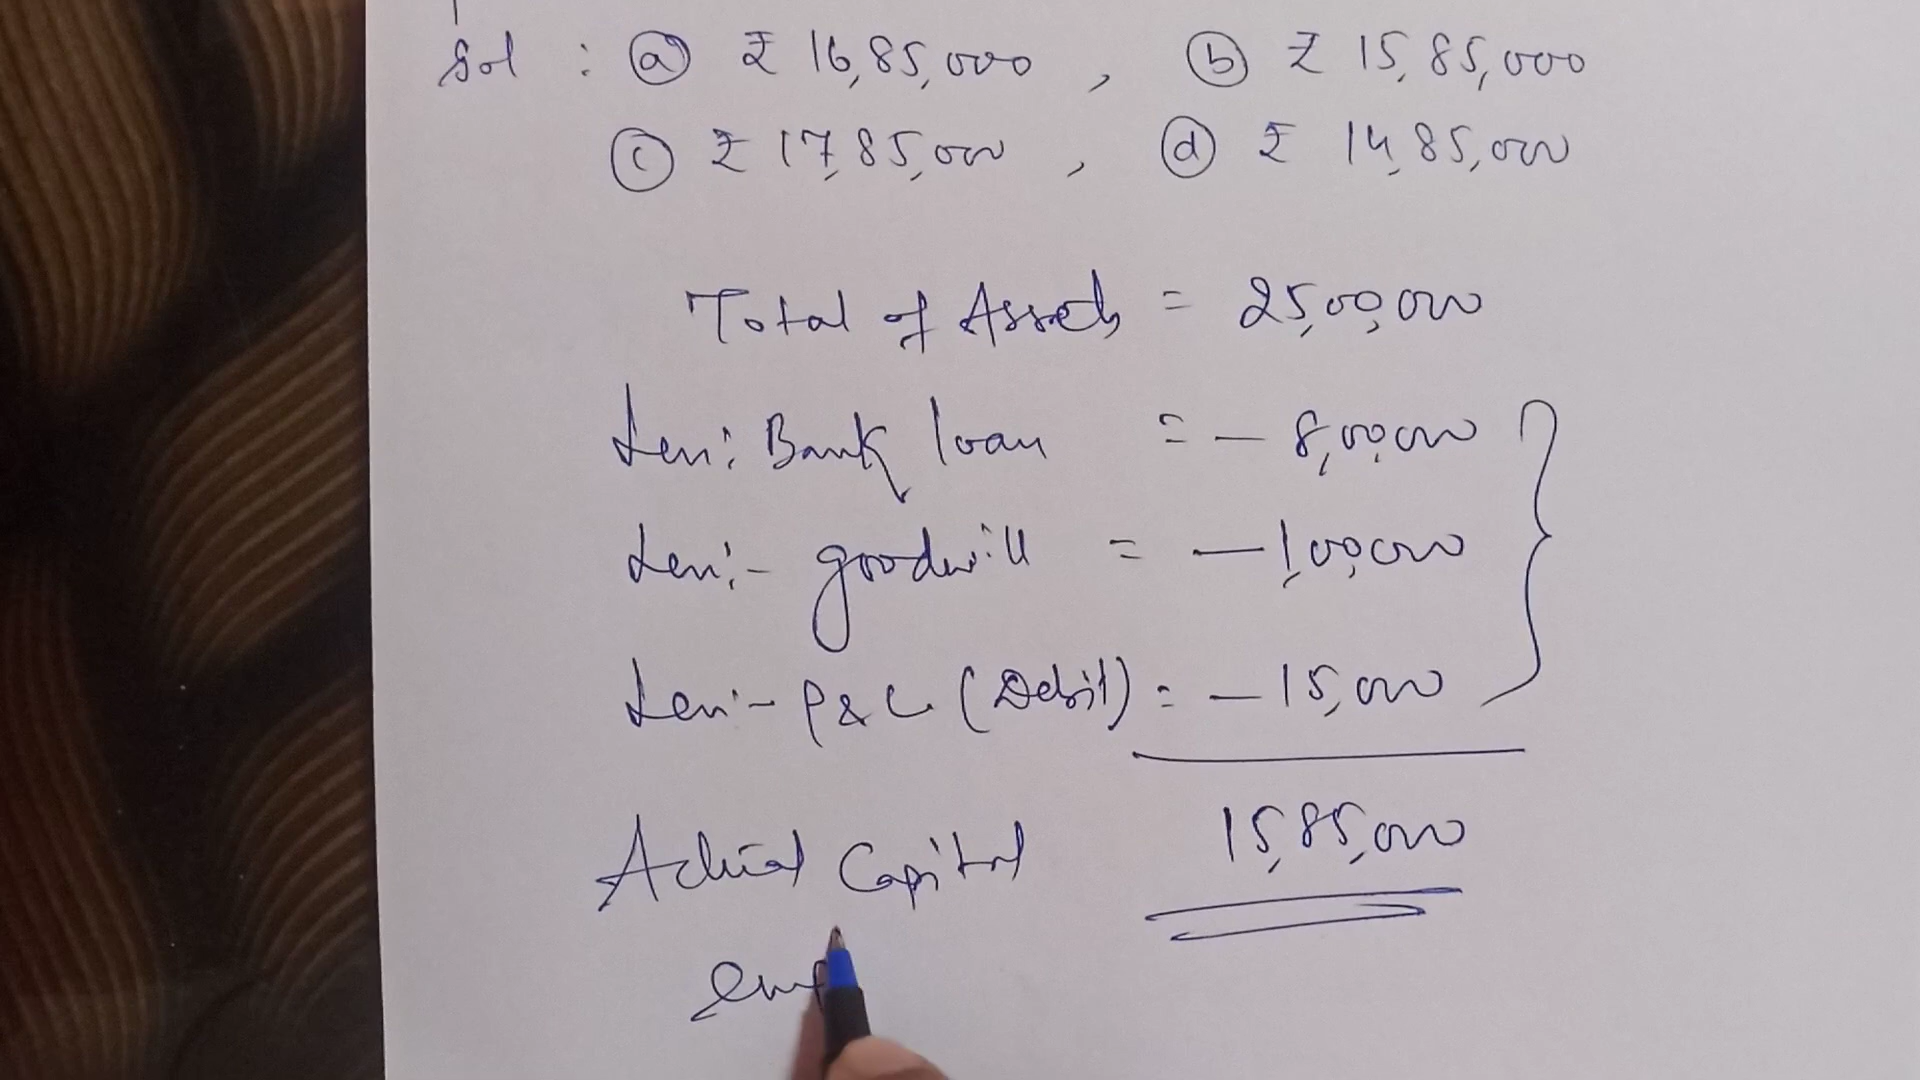 Sol : (a) ₹ 16,85,000 , (b) ₹ 15,85,000
(c) ₹ 17,85,000 , (d) ₹ 14,85,000
Total of Assets = 25,00,000
Less: Bank loan = - 8,00,000
Less:- goodwill = - 1,00,000
Less:- P&L (Debit) = - 15,000
Actual Capital 15,85,000
emp